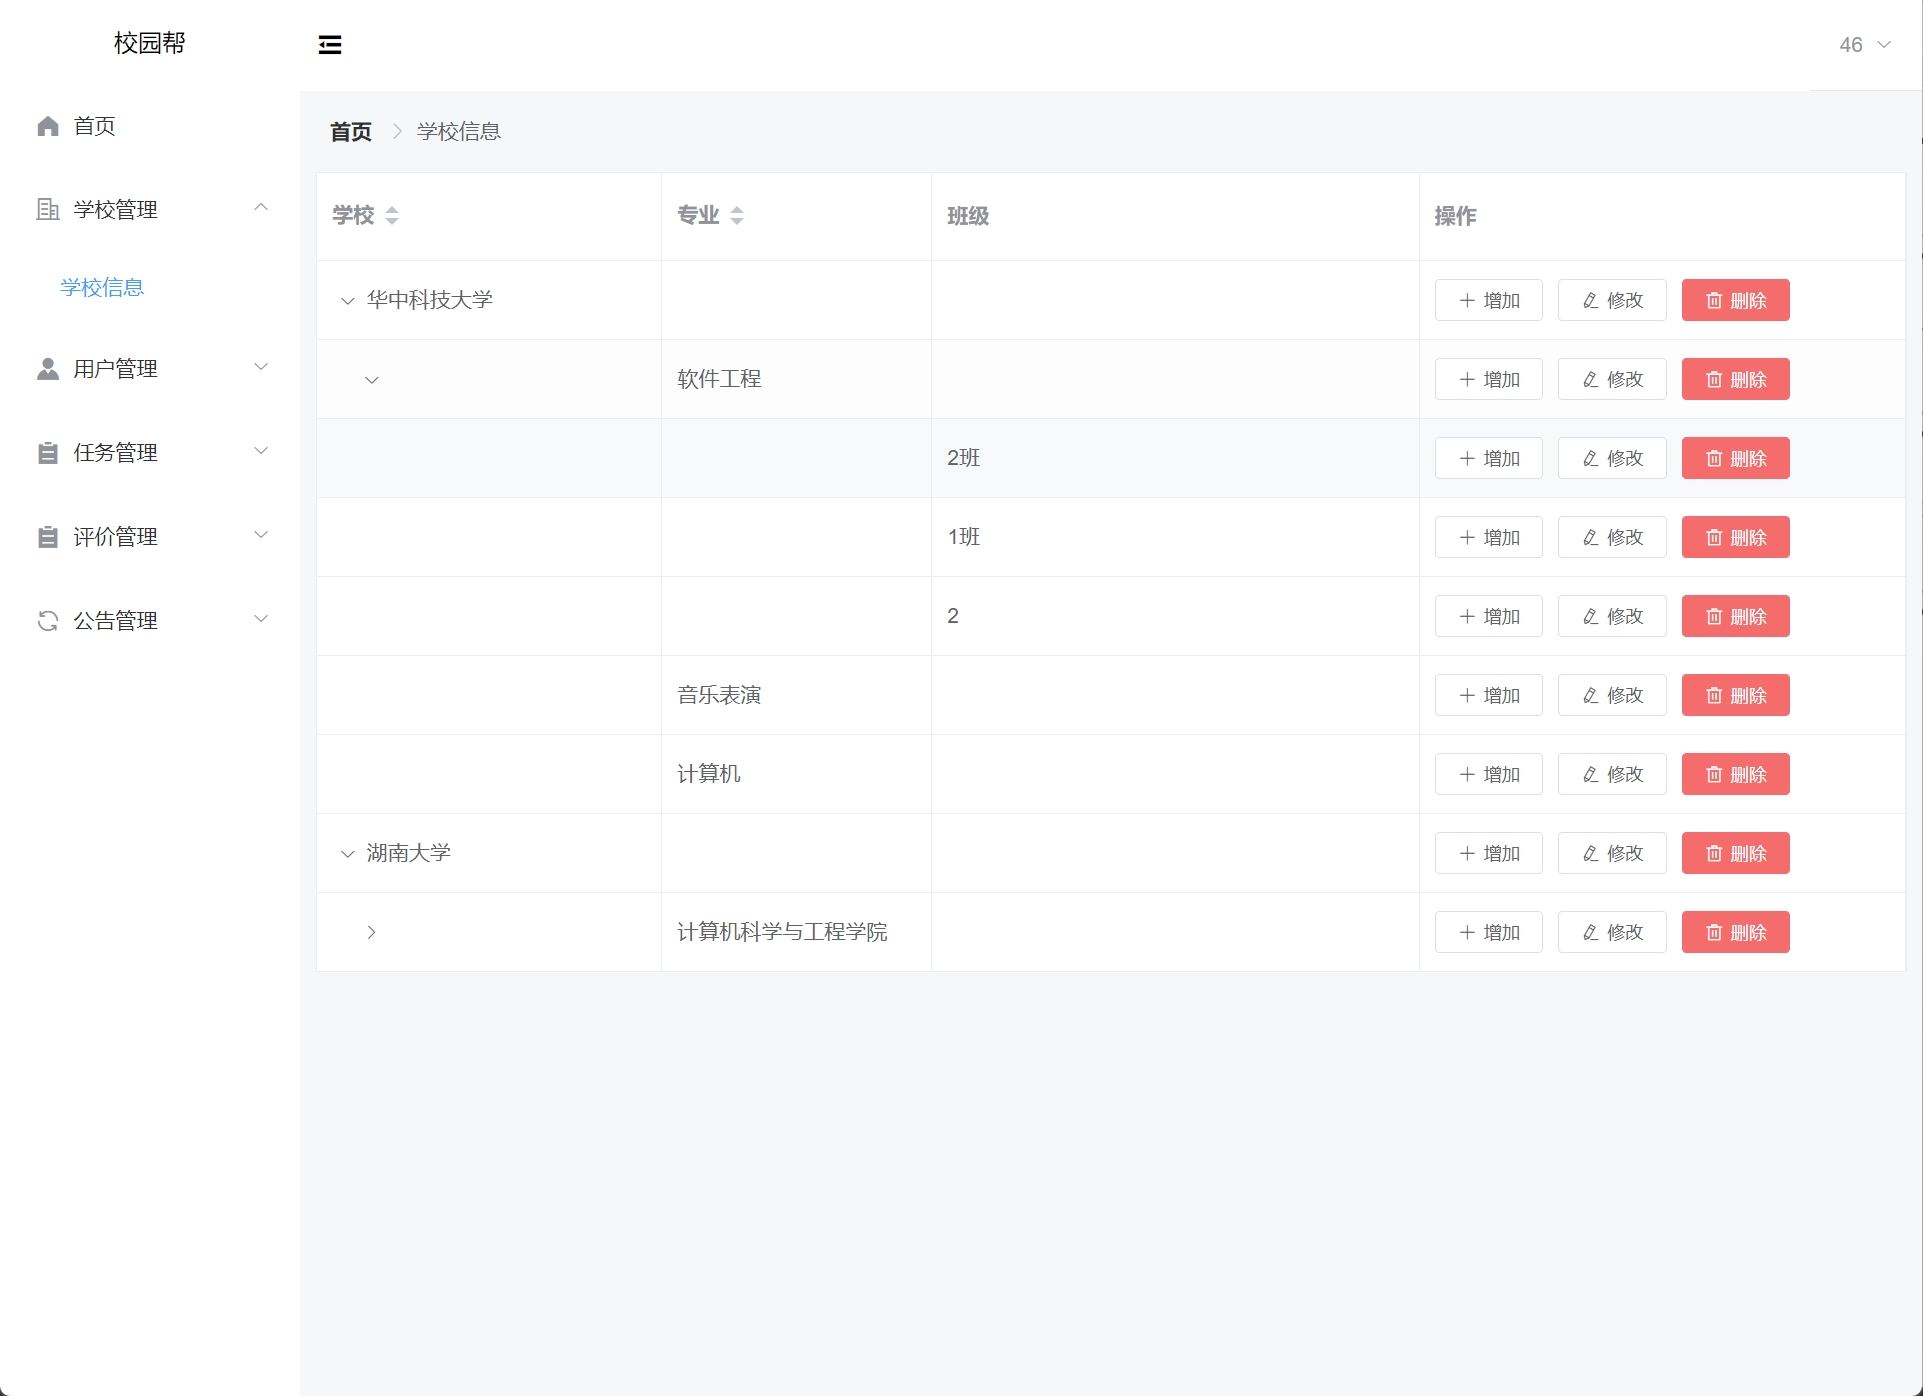 校园帮
46
首页
学校管理
学校信息
用户管理
任务管理
评价管理
公告管理
首页 学校信息
学校 专业 班级 操作
华中科技大学 增加 修改 删除
软件工程 增加 修改 删除
2班 增加 修改 删除
1班 增加 修改 删除
2 增加 修改 删除
音乐表演 增加 修改 删除
计算机 增加 修改 删除
湖南大学 增加 修改 删除
计算机科学与工程学院 增加 修改 删除